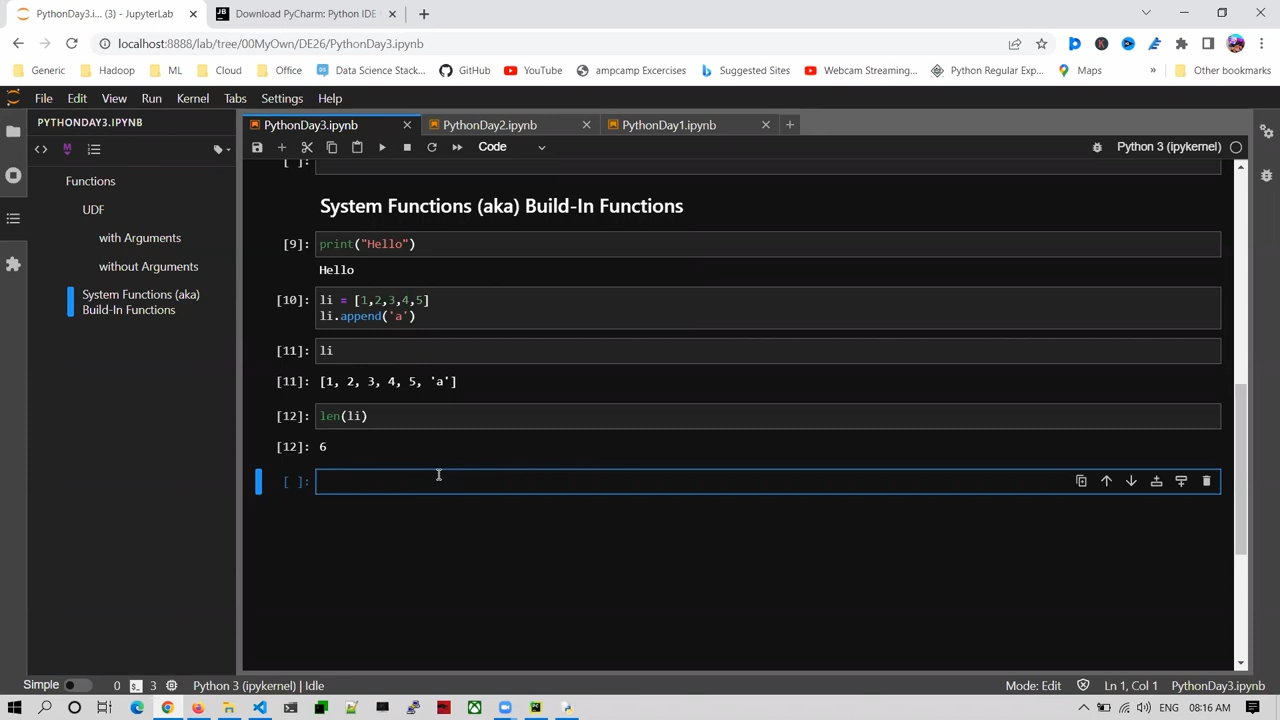 PythonDay3.i... (3) - JupyterLab
Download PyCharm: Python IDE
localhost:8888/lab/tree/00MyOwn/DE26/PythonDay3.ipynb
Generic
Hadoop
ML
Cloud
Office
Data Science Stack...
GitHub
YouTube
ampcamp Excercises
Suggested Sites
Webcam Streaming...
Python Regular Exp...
Maps
»
Other bookmarks
File Edit View Run Kernel Tabs Settings Help
PYTHONDAY3.IPYNB
PythonDay3.ipynb
PythonDay2.ipynb
PythonDay1.ipynb
Code
Python 3 (ipykernel)
Functions
UDF
with Arguments
without Arguments
System Functions (aka)
Build-In Functions
[ ]:
System Functions (aka) Build-In Functions
[9]: print("Hello")
Hello
[10]: li = [1,2,3,4,5]
li.append('a')
[11]: li
[11]: [1, 2, 3, 4, 5, 'a']
[12]: len(li)
[12]: 6
[ ]:
Simple 0 3 Python 3 (ipykernel) | Idle
Mode: Edit
Ln 1, Col 1
PythonDay3.ipynb
ENG
08:16 AM